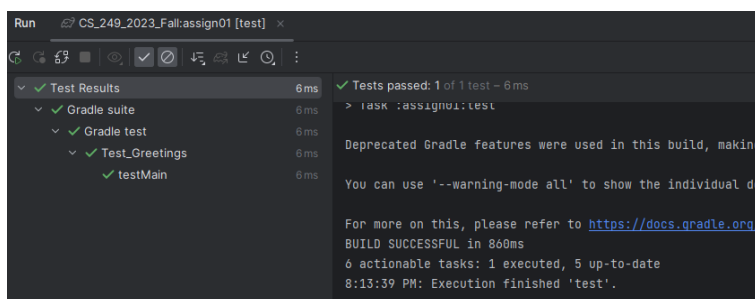 Run CS_249_2023_Fall:assign01 [test] ×
Test Results 6 ms
Gradle suite 6 ms
Gradle test 6 ms
Test_Greetings 6 ms
testMain 6 ms
Tests passed: 1 of 1 test – 6 ms
> Task :assign01:test
Deprecated Gradle features were used in this build, makin
You can use '--warning-mode all' to show the individual d
For more on this, please refer to https://docs.gradle.org
BUILD SUCCESSFUL in 860ms
6 actionable tasks: 1 executed, 5 up-to-date
8:13:39 PM: Execution finished 'test'.